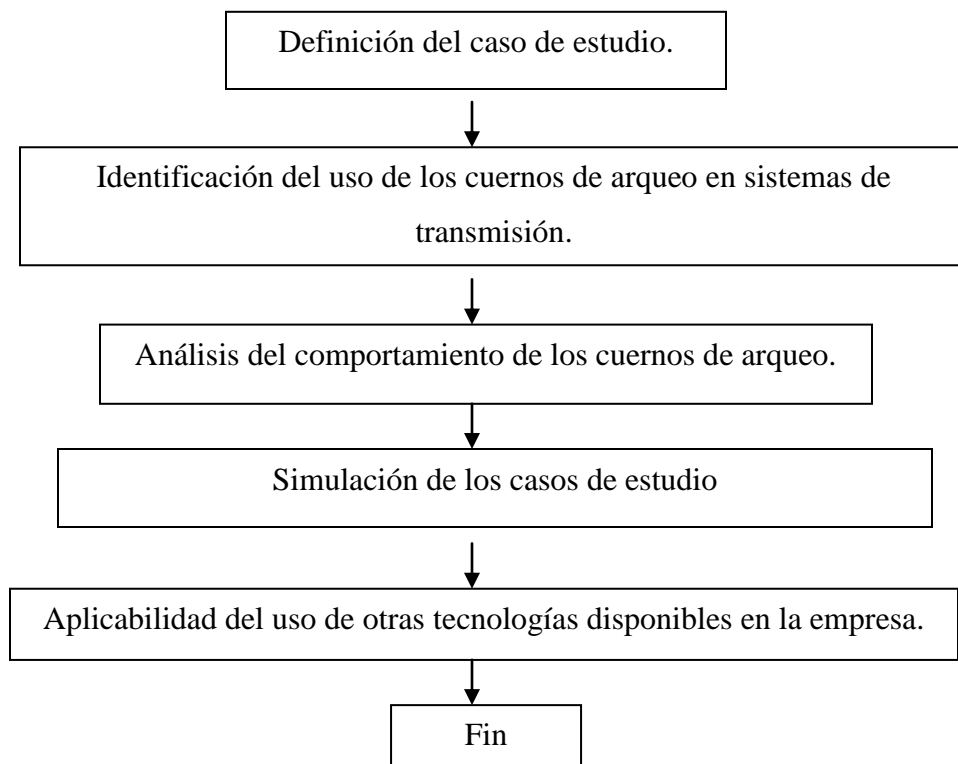 Definición del caso de estudio.
Identificación del uso de los cuernos de arqueo en sistemas de
transmisión.
Análisis del comportamiento de los cuernos de arqueo.
Simulación de los casos de estudio
Aplicabilidad del uso de otras tecnologías disponibles en la empresa.
Fin